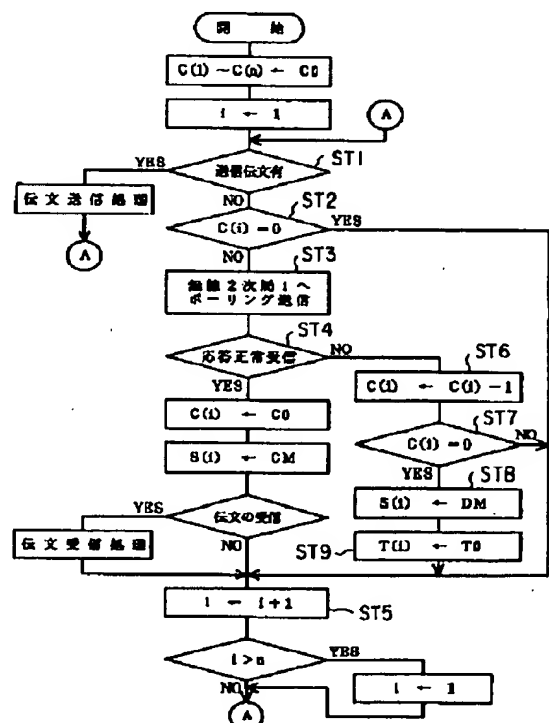 開 始
C(1) ~ C(n) ← C0
i ← 1
A
ST1
YES
送信伝文有
伝文送信処理
NO
ST2
A
C(i) = 0
YES
NO
ST3
無線2次局iへ
ポーリング送信
ST4
応答正常受信
NO
YES
ST6
C(i) ← C0
C(i) ← C(i) - 1
ST7
S(i) ← CM
C(i) = 0
NO
YES
ST8
YES
伝文の受信
S(i) ← DM
伝文受信処理
NO
ST9
T(i) ← T0
i ← i+1
ST5
i > n
YES
NO
i ← 1
A